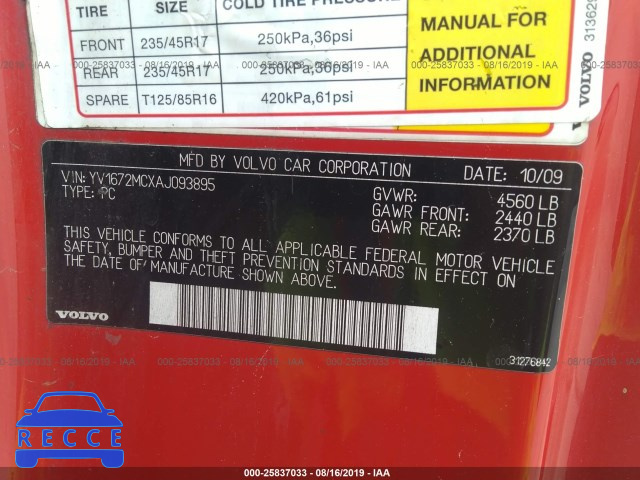 TIRE SIZE COLD TIRE PRESSURE
FRONT 235/45R17 250kPa,36psi
REAR 235/45R17 250kPa,36psi
SPARE T125/85R16 420kPa,61psi
MANUAL FOR
ADDITIONAL
INFORMATION
VOLVO
MFD BY VOLVO CAR CORPORATION DATE: 10/09
VIN: YV1672MCXAJ093895
TYPE: PC
GVWR: 4560 LB
GAWR FRONT: 2440 LB
GAWR REAR: 2370 LB
THIS VEHICLE CONFORMS TO ALL APPLICABLE FEDERAL MOTOR VEHICLE
SAFETY, BUMPER AND THEFT PREVENTION STANDARDS IN EFFECT ON
THE DATE OF MANUFACTURE SHOWN ABOVE.
VOLVO
31276842
000-25837033 - 08/16/2019 - IAA
RECCE